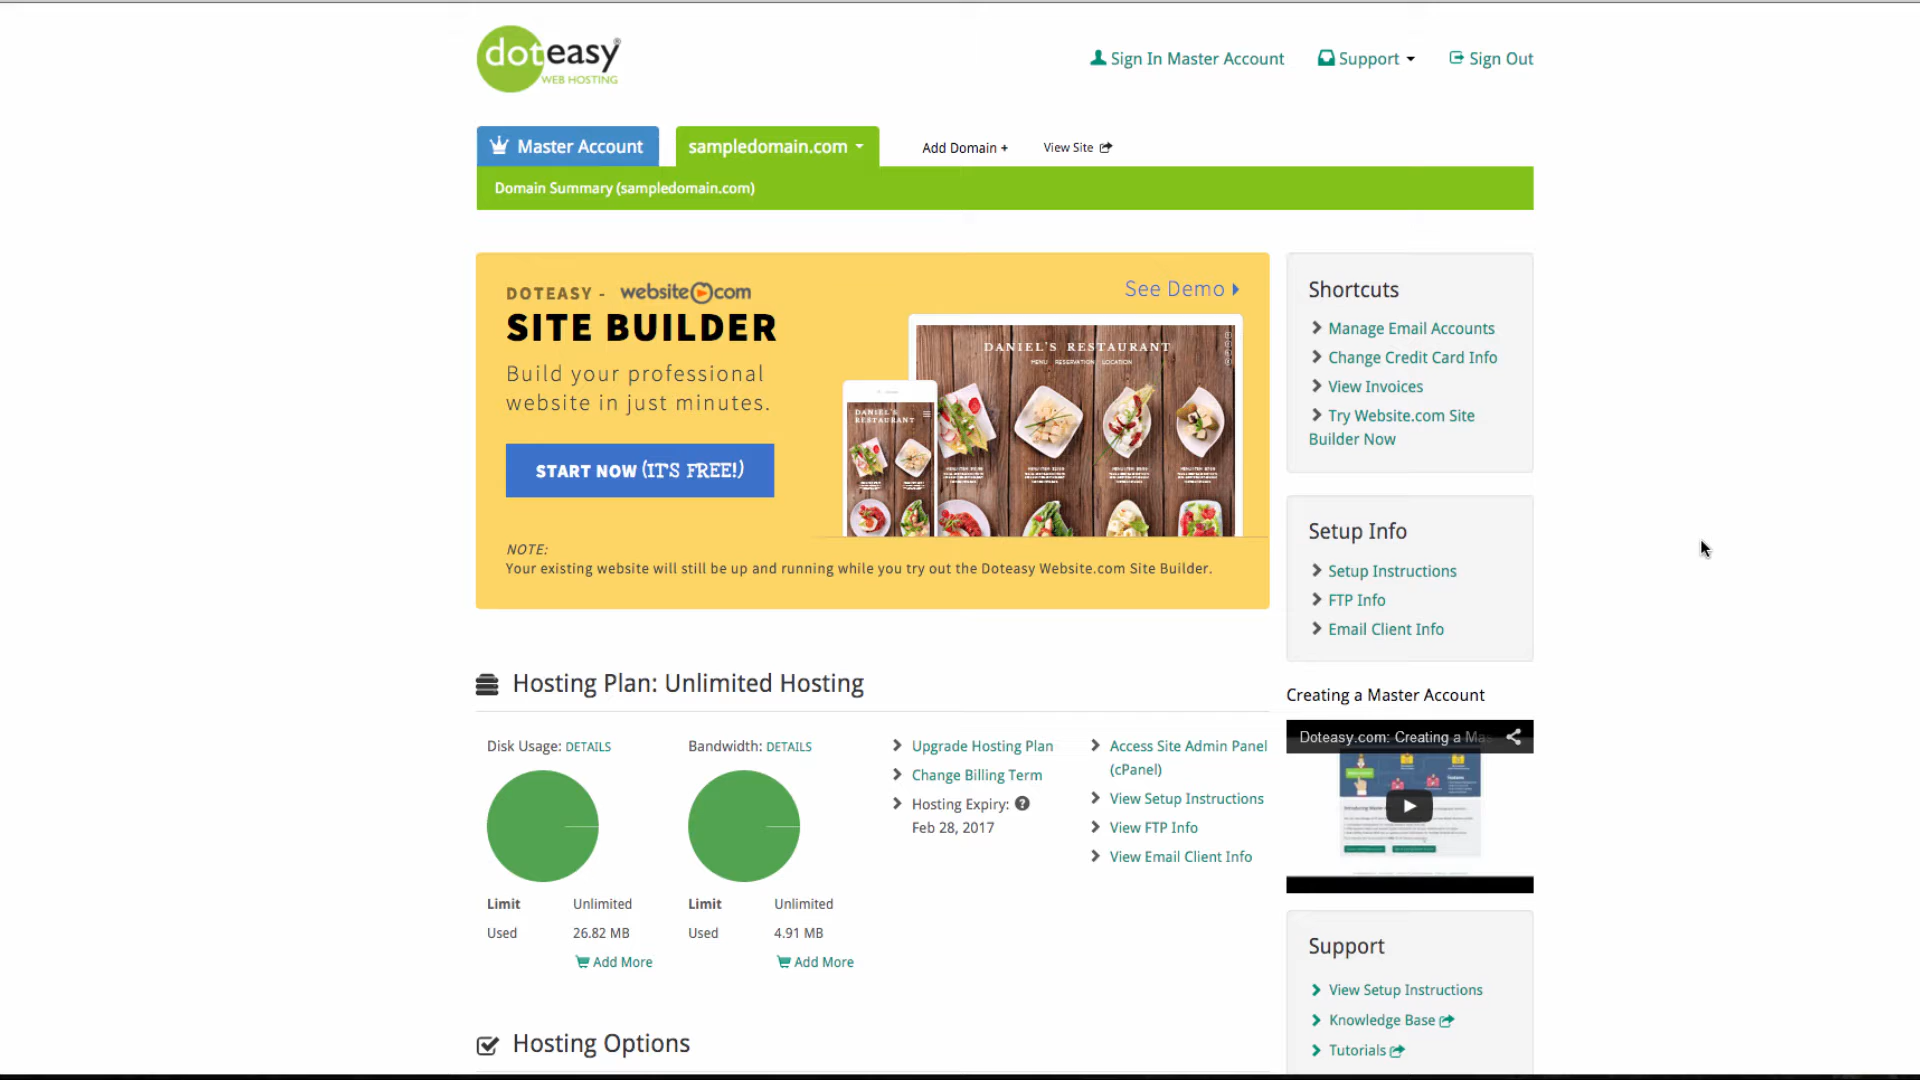 doteasy®
WEB HOSTING
Sign In Master Account
Support
Sign Out
Master Account
sampledomain.com
Add Domain +
View Site
Domain Summary (sampledomain.com)
DOTEASY - website.com
SITE BUILDER
Build your professional
website in just minutes.
START NOW (IT'S FREE!)
See Demo
DANIEL'S RESTAURANT
MENU RESERVATION LOCATION
DANIEL'S
RESTAURANT
NOTE:
Your existing website will still be up and running while you try out the Doteasy Website.com Site Builder.
Shortcuts
Manage Email Accounts
Change Credit Card Info
View Invoices
Try Website.com Site
Builder Now
Setup Info
Setup Instructions
FTP Info
Email Client Info
Hosting Plan: Unlimited Hosting
Disk Usage: DETAILS
Limit Unlimited
Used 26.82 MB
Add More
Bandwidth: DETAILS
Limit Unlimited
Used 4.91 MB
Add More
Upgrade Hosting Plan
Change Billing Term
Hosting Expiry: ?
Feb 28, 2017
Access Site Admin Panel
(cPanel)
View Setup Instructions
View FTP Info
View Email Client Info
Creating a Master Account
Doteasy.com: Creating a Mas
Support
View Setup Instructions
Knowledge Base
Tutorials
Hosting Options